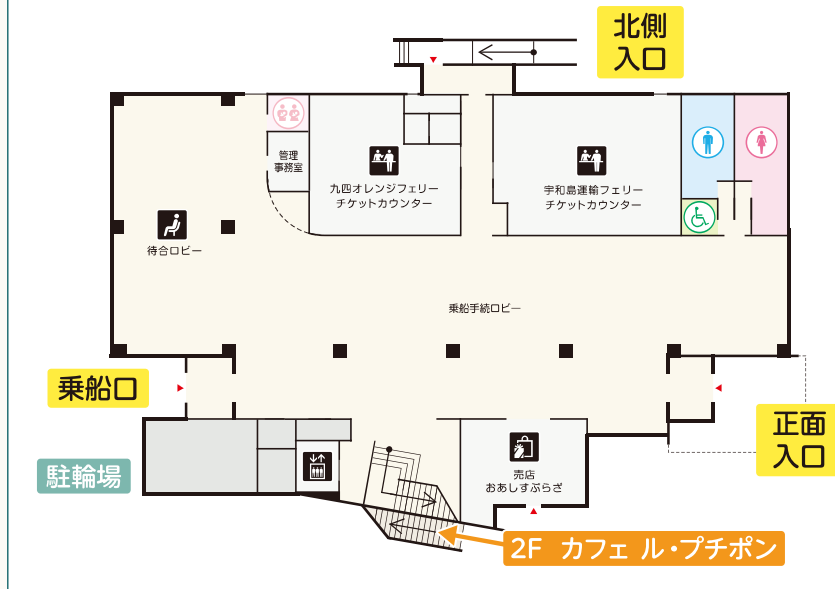 北側
入口
管理
事務室
九四オレンジフェリー
チケットカウンター
宇和島運輸フェリー
チケットカウンター
待合ロビー
乗船手続ロビー
乗船口
正面
入口
駐輪場
売店
おあしすぷらざ
2F カフェ ル・プチポン